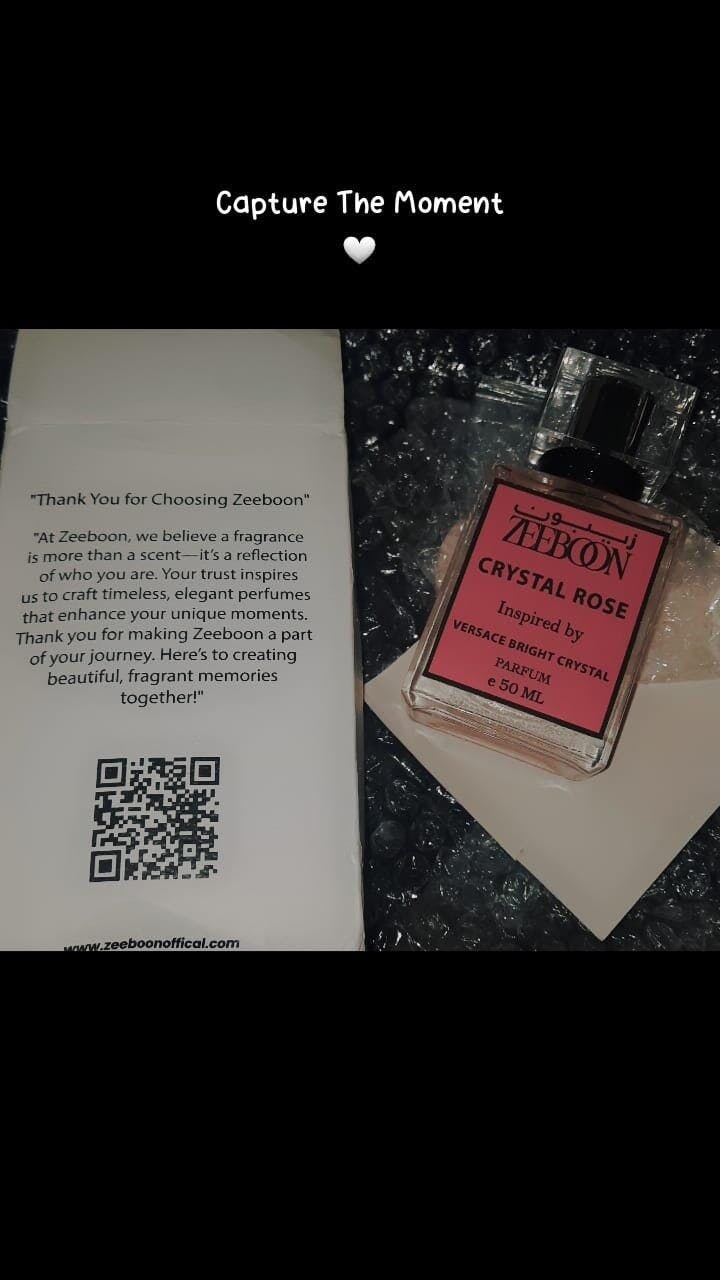 Capture The Moment
🤍
"Thank You for Choosing Zeeboon"
"At Zeeboon, we believe a fragrance
is more than a scent—it's a reflection
of who you are. Your trust inspires
us to craft timeless, elegant perfumes
that enhance your unique moments.
Thank you for making Zeeboon a part
of your journey. Here's to creating
beautiful, fragrant memories
together!"
www.zeeboonoffical.com
زيبون
ZEEBOON
CRYSTAL ROSE
Inspired by
VERSACE BRIGHT CRYSTAL
PARFUM
e 50 ML